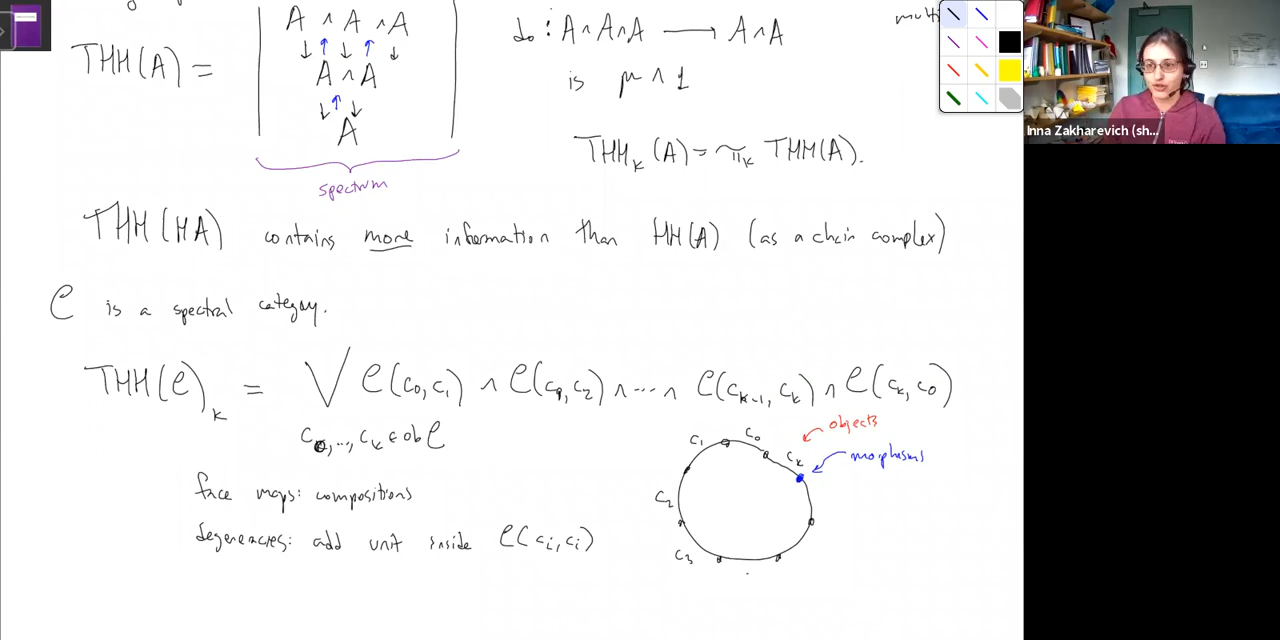 A ∧ A ∧ A
↓ ↑ ↓ ↑ ↓
THH(A) =
A ∧ A
↓ ↑ ↓
A
spectrum
d₀ : A∧A∧A ⟶ A∧A
is μ ∧ 1
THH_k(A) = π_k THH(A).
THH(HA) contains more information than HH(A) (as a chain complex)
C is a spectral category.
THH(C)_k = ⋁ C(c₀,c₁) ∧ C(c₁,c₂) ∧ ⋯ ∧ C(c_{k-1}, c_k) ∧ C(c_k, c₀)
c₀,…,c_k ∈ ob C
objects
morphisms
c₀
c₁
c_k
c₂
c₃
face maps: compositions
degenercies: add unit inside C(c_i, c_i)
Inna Zakharevich (sh...